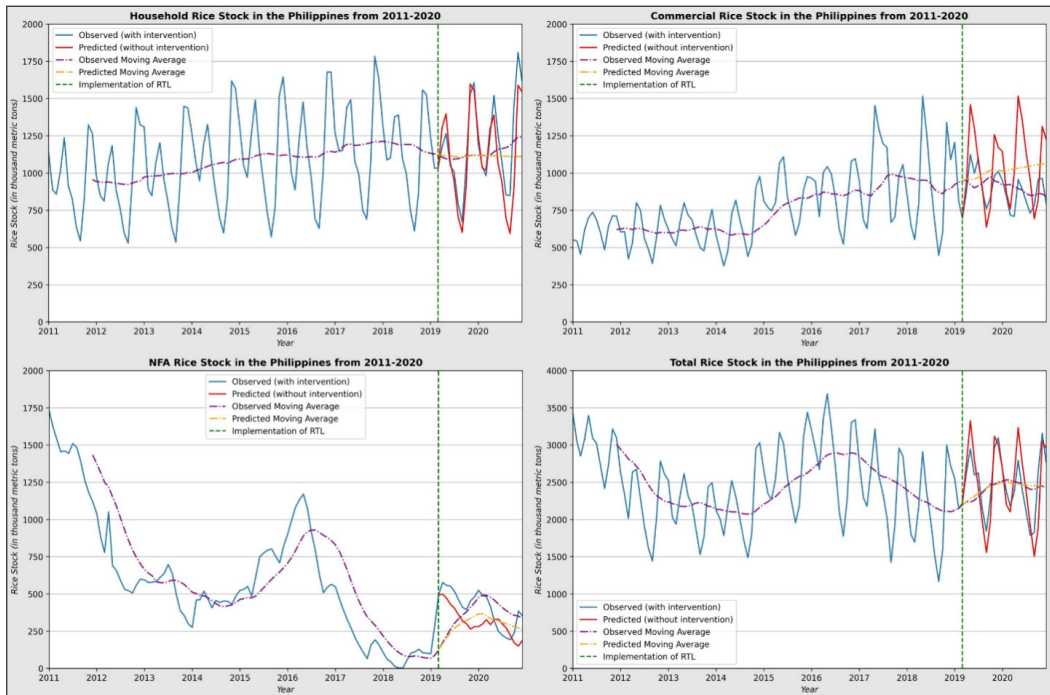 Household Rice Stock in the Philippines from 2011-2020
Rice Stock (in thousand metric tons)
2000
1750
1500
1250
1000
750
500
250
0
Observed (with intervention)
Predicted (without intervention)
Observed Moving Average
Predicted Moving Average
Implementation of RTL
2011 2012 2013 2014 2015 2016 2017 2018 2019 2020
Year
Commercial Rice Stock in the Philippines from 2011-2020
Rice Stock (in thousand metric tons)
2000
1750
1500
1250
1000
750
500
250
0
Observed (with intervention)
Predicted (without intervention)
Observed Moving Average
Predicted Moving Average
Implementation of RTL
2011 2012 2013 2014 2015 2016 2017 2018 2019 2020
Year
NFA Rice Stock in the Philippines from 2011-2020
Rice Stock (in thousand metric tons)
2000
1750
1500
1250
1000
750
500
250
0
Observed (with intervention)
Predicted (without intervention)
Observed Moving Average
Predicted Moving Average
Implementation of RTL
2011 2012 2013 2014 2015 2016 2017 2018 2019 2020
Year
Total Rice Stock in the Philippines from 2011-2020
Rice Stock (in thousand metric tons)
4000
3500
3000
2500
2000
1500
1000
500
0
Observed (with intervention)
Predicted (without intervention)
Observed Moving Average
Predicted Moving Average
Implementation of RTL
2011 2012 2013 2014 2015 2016 2017 2018 2019 2020
Year